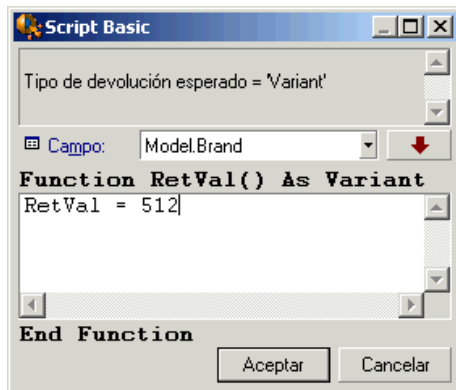 Script Basic
Tipo de devolución esperado = 'Variant'
Campo: Model.Brand
Function RetVal() As Variant
RetVal = 512
End Function
Aceptar Cancelar